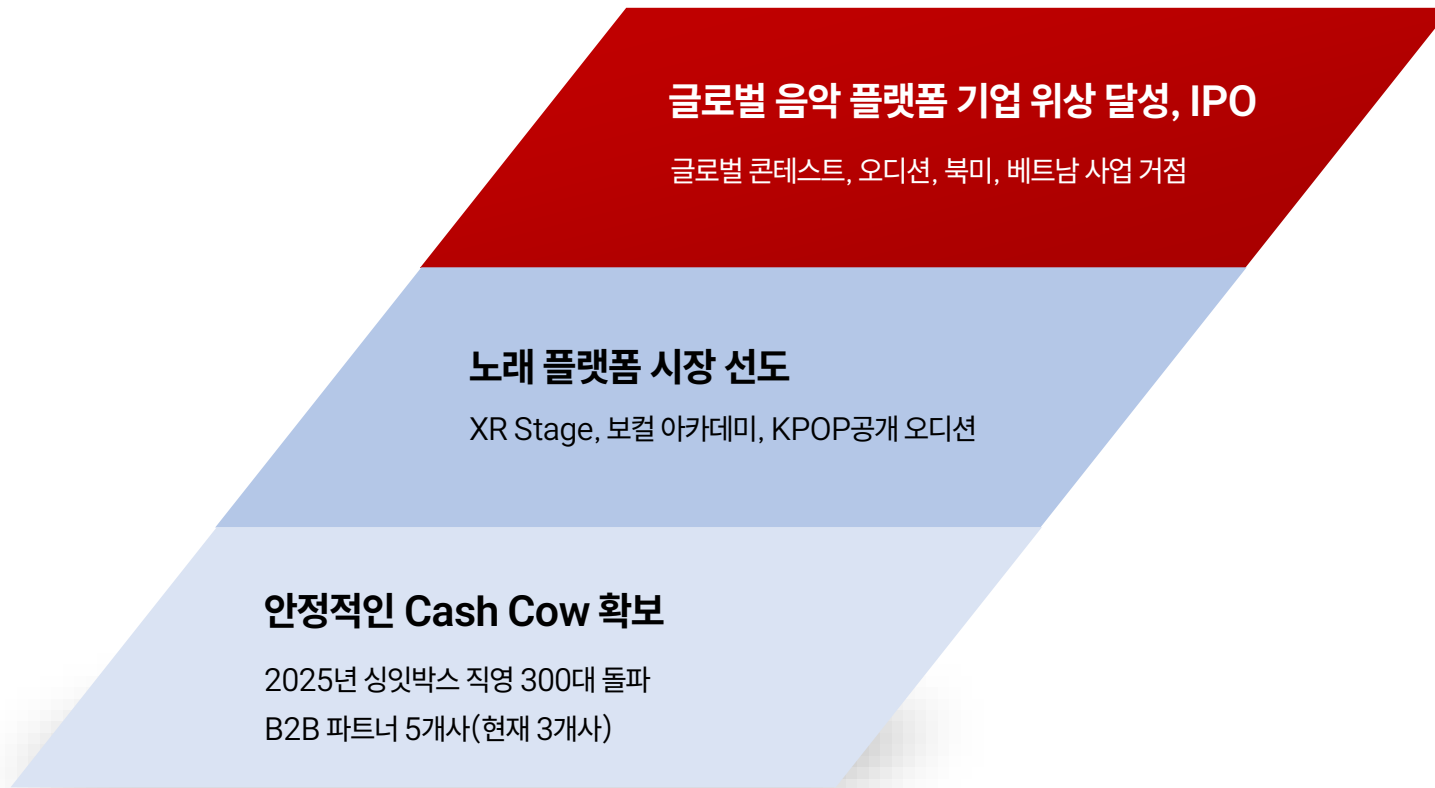 글로벌 음악 플랫폼 기업 위상 달성, IPO
글로벌 콘테스트, 오디션, 북미, 베트남 사업 거점
노래 플랫폼 시장 선도
XR Stage, 보컬 아카데미, KPOP공개 오디션
안정적인 Cash Cow 확보
2025년 싱잇박스 직영 300대 돌파
B2B 파트너 5개사(현재 3개사)